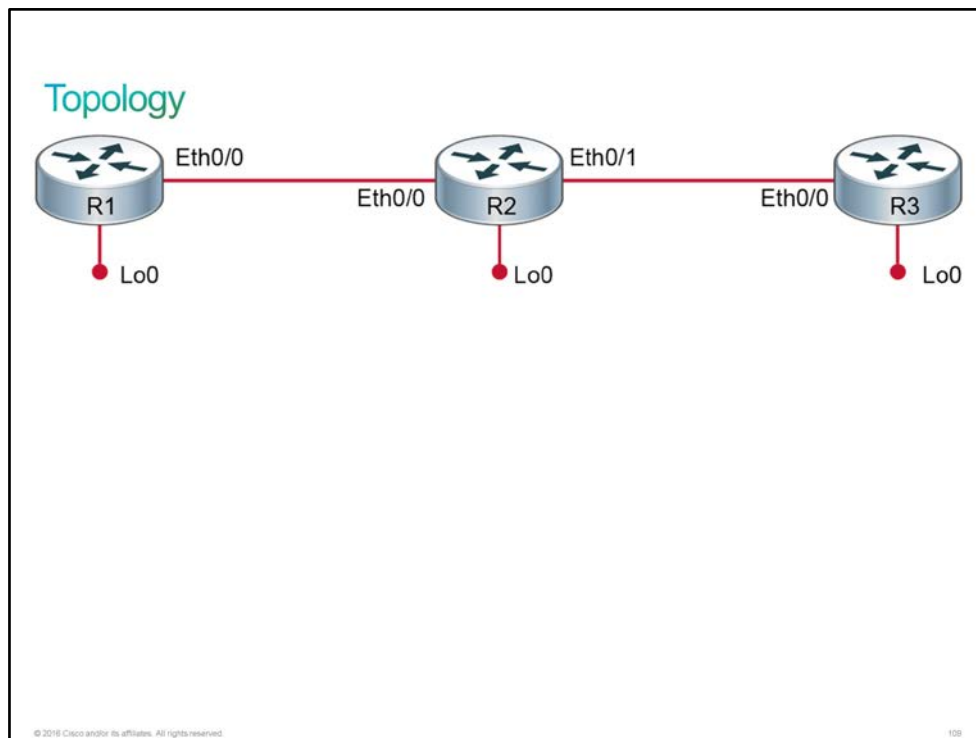 Topology
Eth0/0
Eth0/1
Eth0/0
Eth0/0
R1
R2
R3
Lo0
Lo0
Lo0
© 2016 Cisco and/or its affiliates. All rights reserved.
109